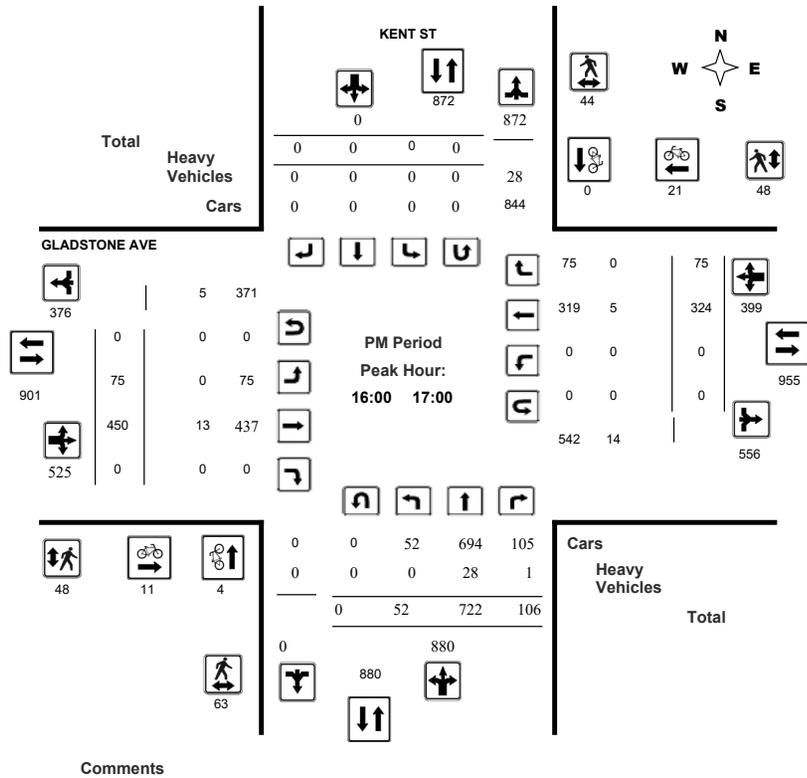 KENT ST
N
W E
S
872
44
0 872
Total 0 0 0 0
Heavy
Vehicles 0 0 0 0 28
Cars 0 0 0 0 844
0 21 48
GLADSTONE AVE
376 5 371
0 0 0
901
75 0 75
450 13 437
525
0 0 0
PM Period
Peak Hour:
16:00 17:00
75 0 75
319 5 324 399
0 0 0
955
0 0 0
542 14 556
48 11 4
63
0 0 52 694 105 Cars
0 0 0 28 1 Heavy
Vehicles
0 52 722 106 Total
0 880
880
Comments